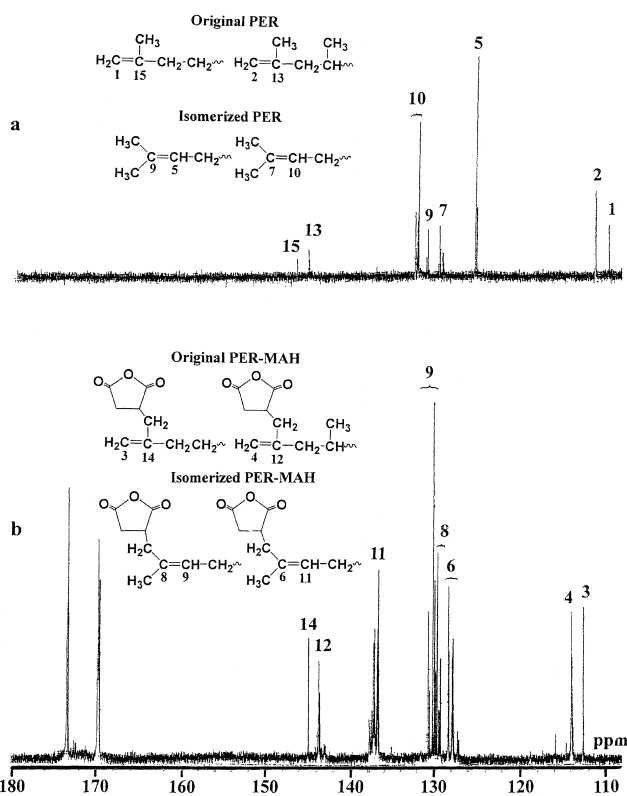 Original PER
CH₃ CH₃ CH₃
H₂C=C—CH₂-CH₂ H₂C=C—CH₂-CH
1 15 2 13
5
10
a
Isomerized PER
H₃C H₃C
C=CH—CH₂ C=CH—CH₂
H₃C 9 5 H₃C 7 10
2
9 7
1
15 13
Original PER-MAH
O O O O O O
CH₂ CH₂ CH₃
H₂C=C—CH₂CH₂ H₂C=C—CH₂-CH
3 14 4 12
9
Isomerized PER-MAH
O O O O O O
b
H₂C H₂C
H₃C 8 9 CH₂ H₃C 6 11 CH₂
8
11
6
14
12
4 3
ppm
180 170 160 150 140 130 120 110